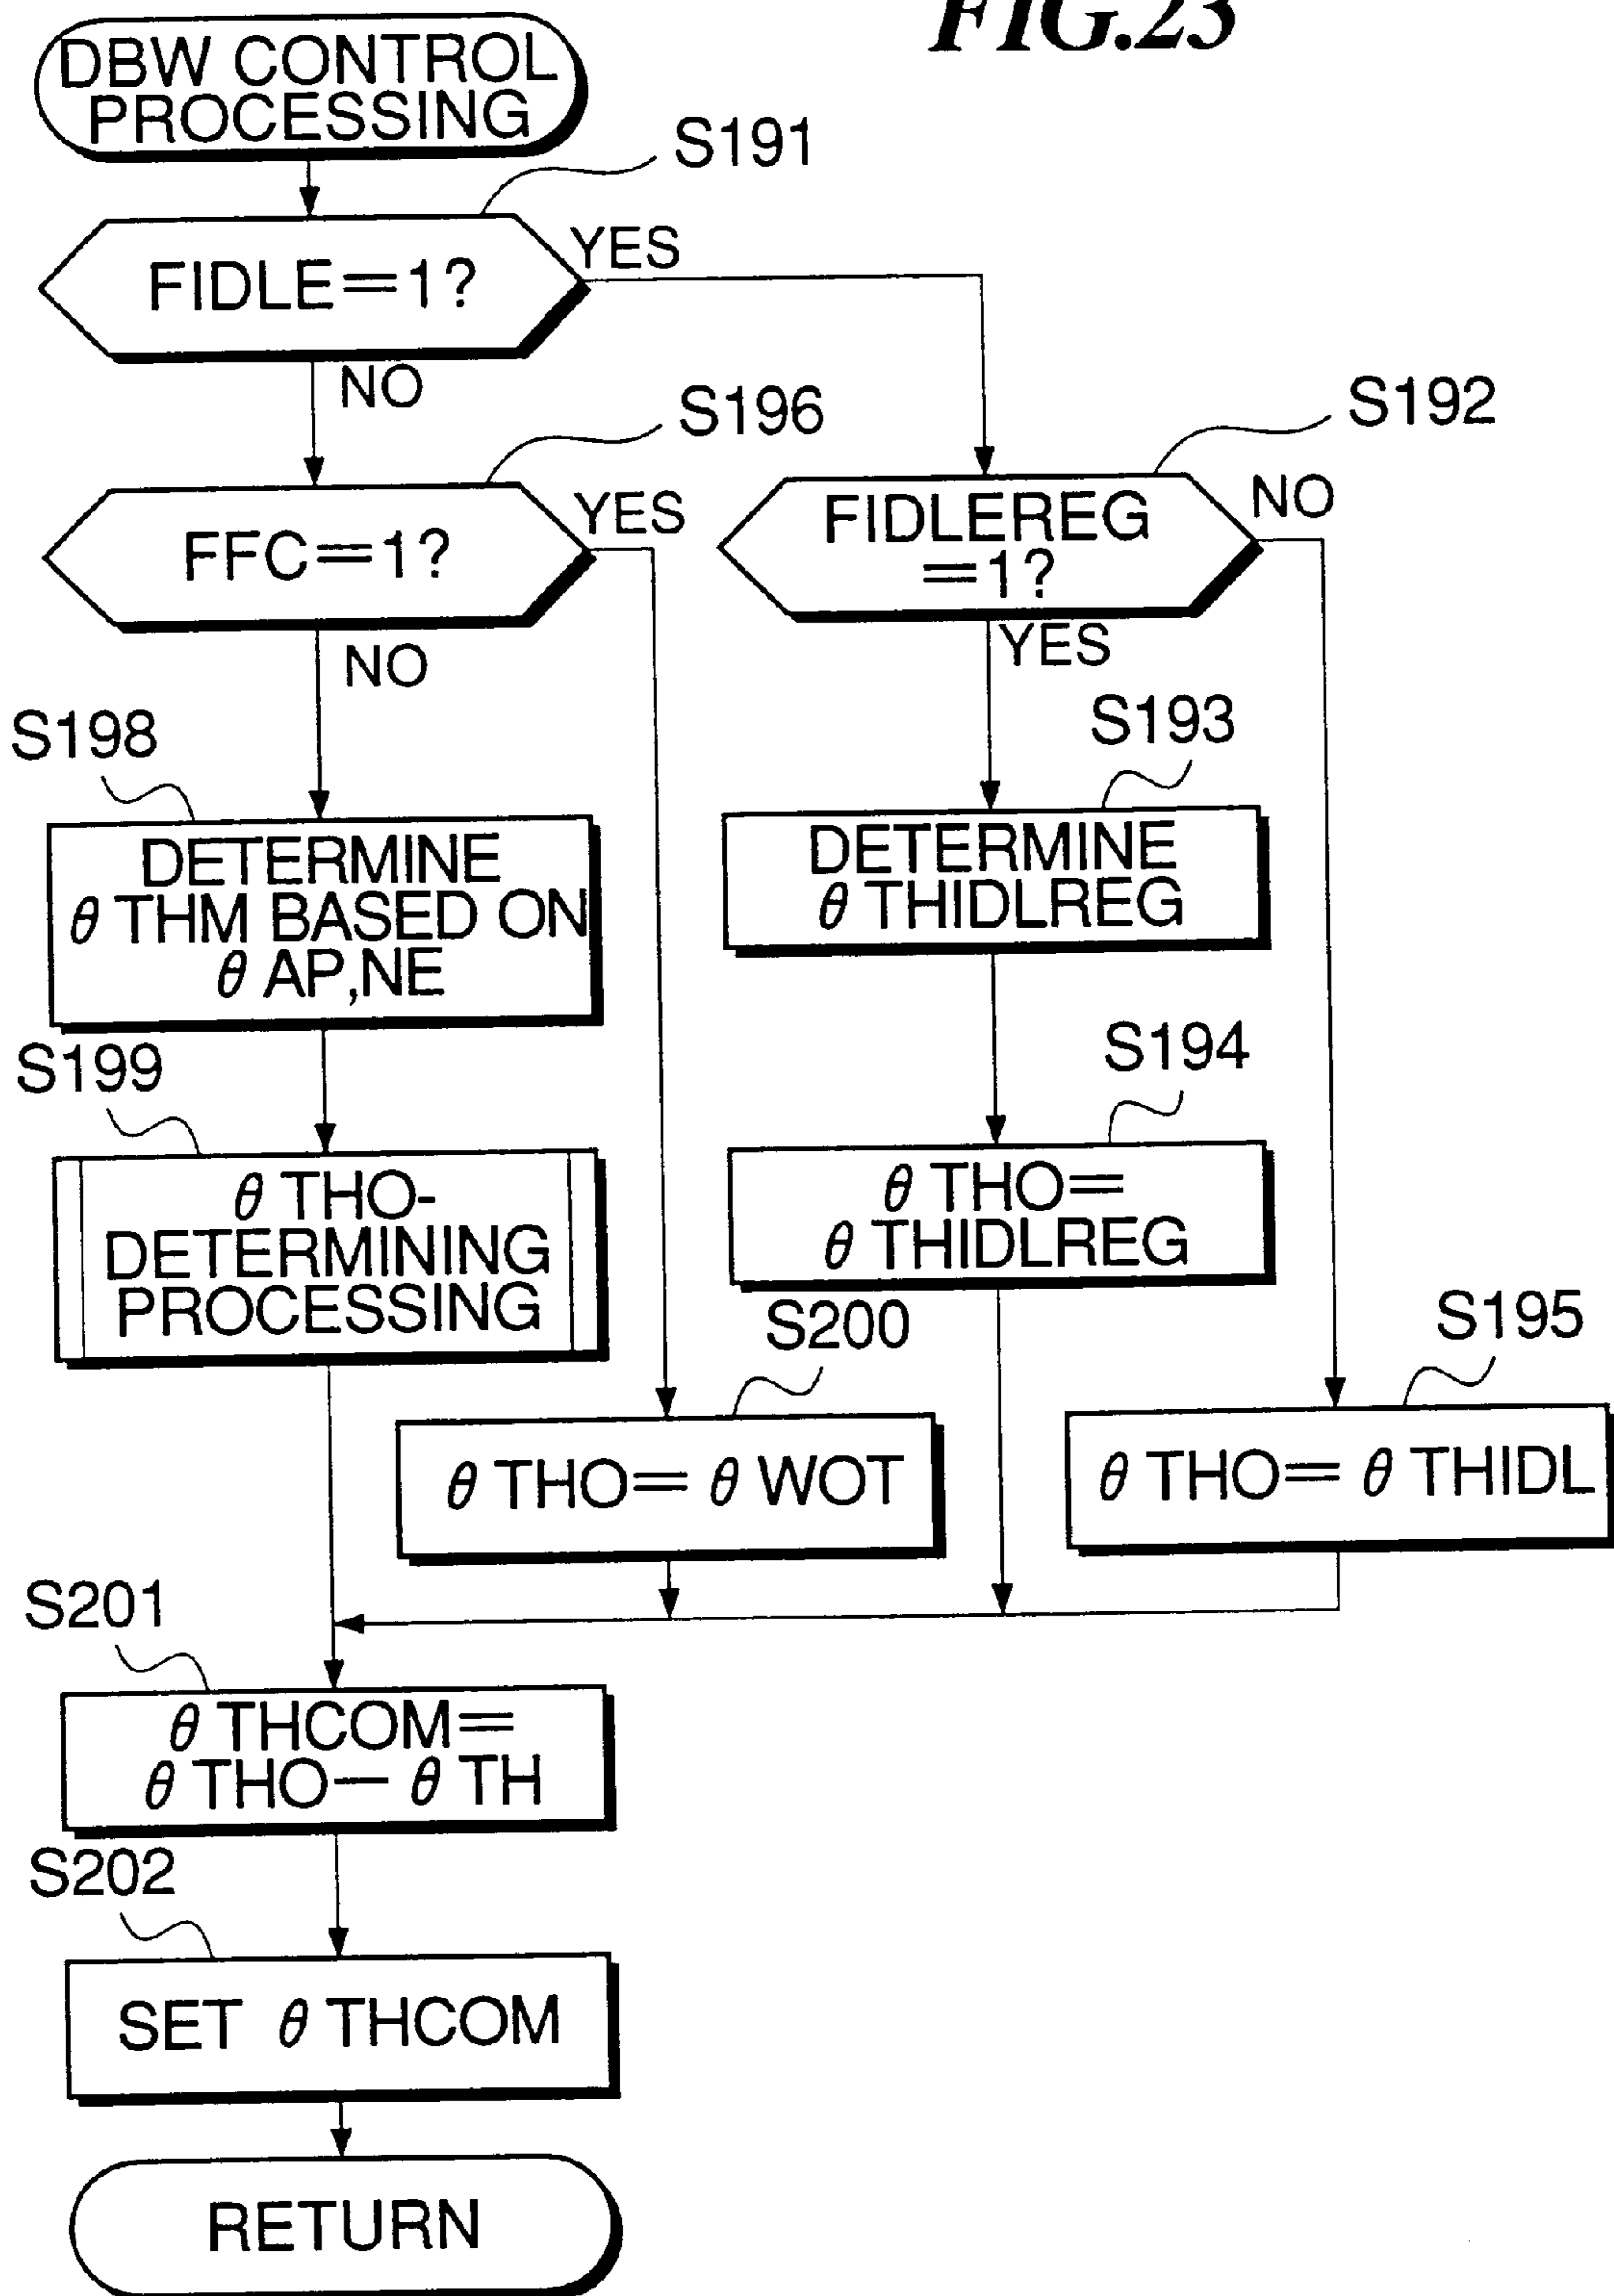 FIG.23
DBW CONTROL
PROCESSING
S191
FIDLE=1?
YES
NO
S196
FFC=1?
YES
NO
S192
FIDLEREG
=1?
NO
YES
S198
DETERMINE
θ THM BASED ON
θ AP,NE
S193
DETERMINE
θ THIDLREG
S199
θ THO-
DETERMINING
PROCESSING
S194
θ THO=
θ THIDLREG
S200
θ THO= θ WOT
S195
θ THO= θ THIDL
S201
θ THCOM=
θ THO− θ TH
S202
SET θ THCOM
RETURN